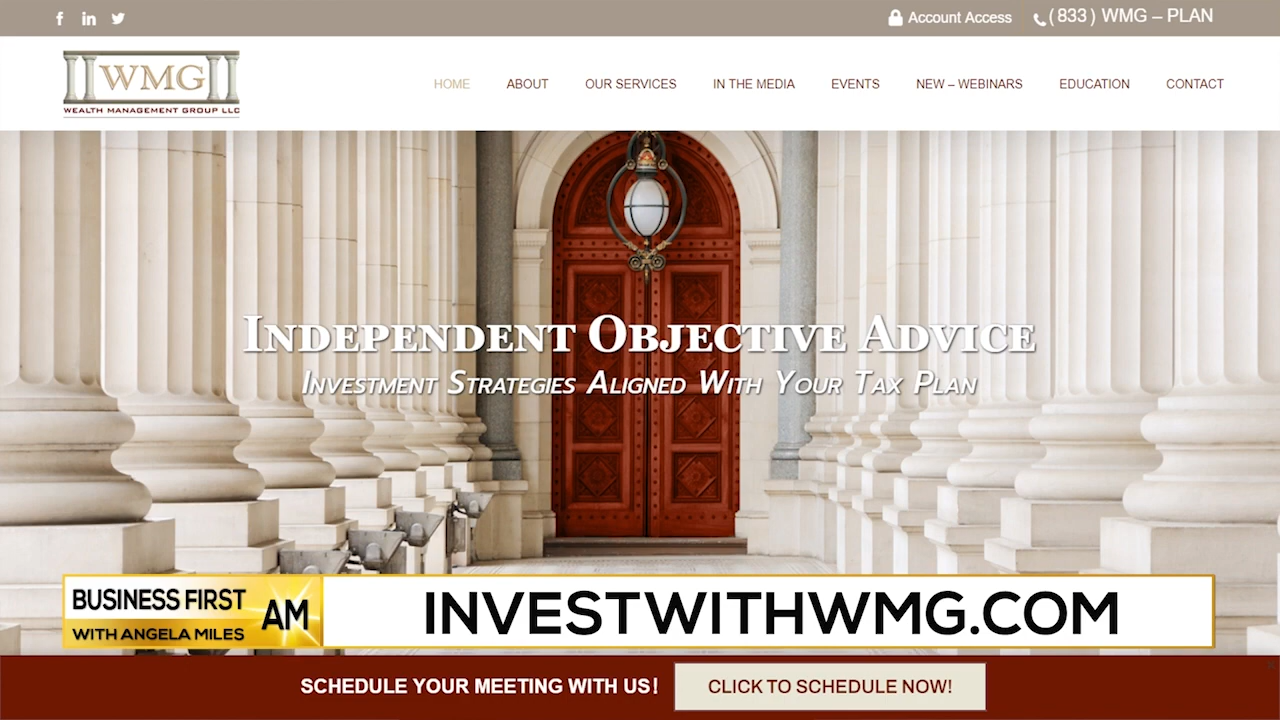 Account Access
(833) WMG – PLAN
WMG
WEALTH MANAGEMENT GROUP LLC
HOME
ABOUT
OUR SERVICES
IN THE MEDIA
EVENTS
NEW – WEBINARS
EDUCATION
CONTACT
INDEPENDENT OBJECTIVE ADVICE
INVESTMENT STRATEGIES ALIGNED WITH YOUR TAX PLAN
BUSINESS FIRST
AM
WITH ANGELA MILES
INVESTWITHWMG.COM
SCHEDULE YOUR MEETING WITH US!
CLICK TO SCHEDULE NOW!